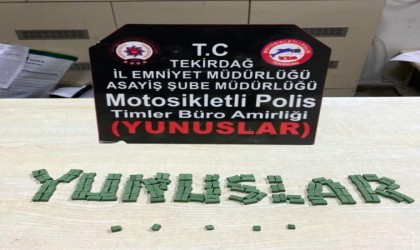 T.C
TEKİRDAĞ
İL EMNİYET MÜDÜRLÜĞÜ
ASAYİŞ ŞUBE MÜDÜRLÜĞÜ
Motosikletli Polis
Timler Büro Amirliği
(YUNUSLAR)
YUNUSLAR